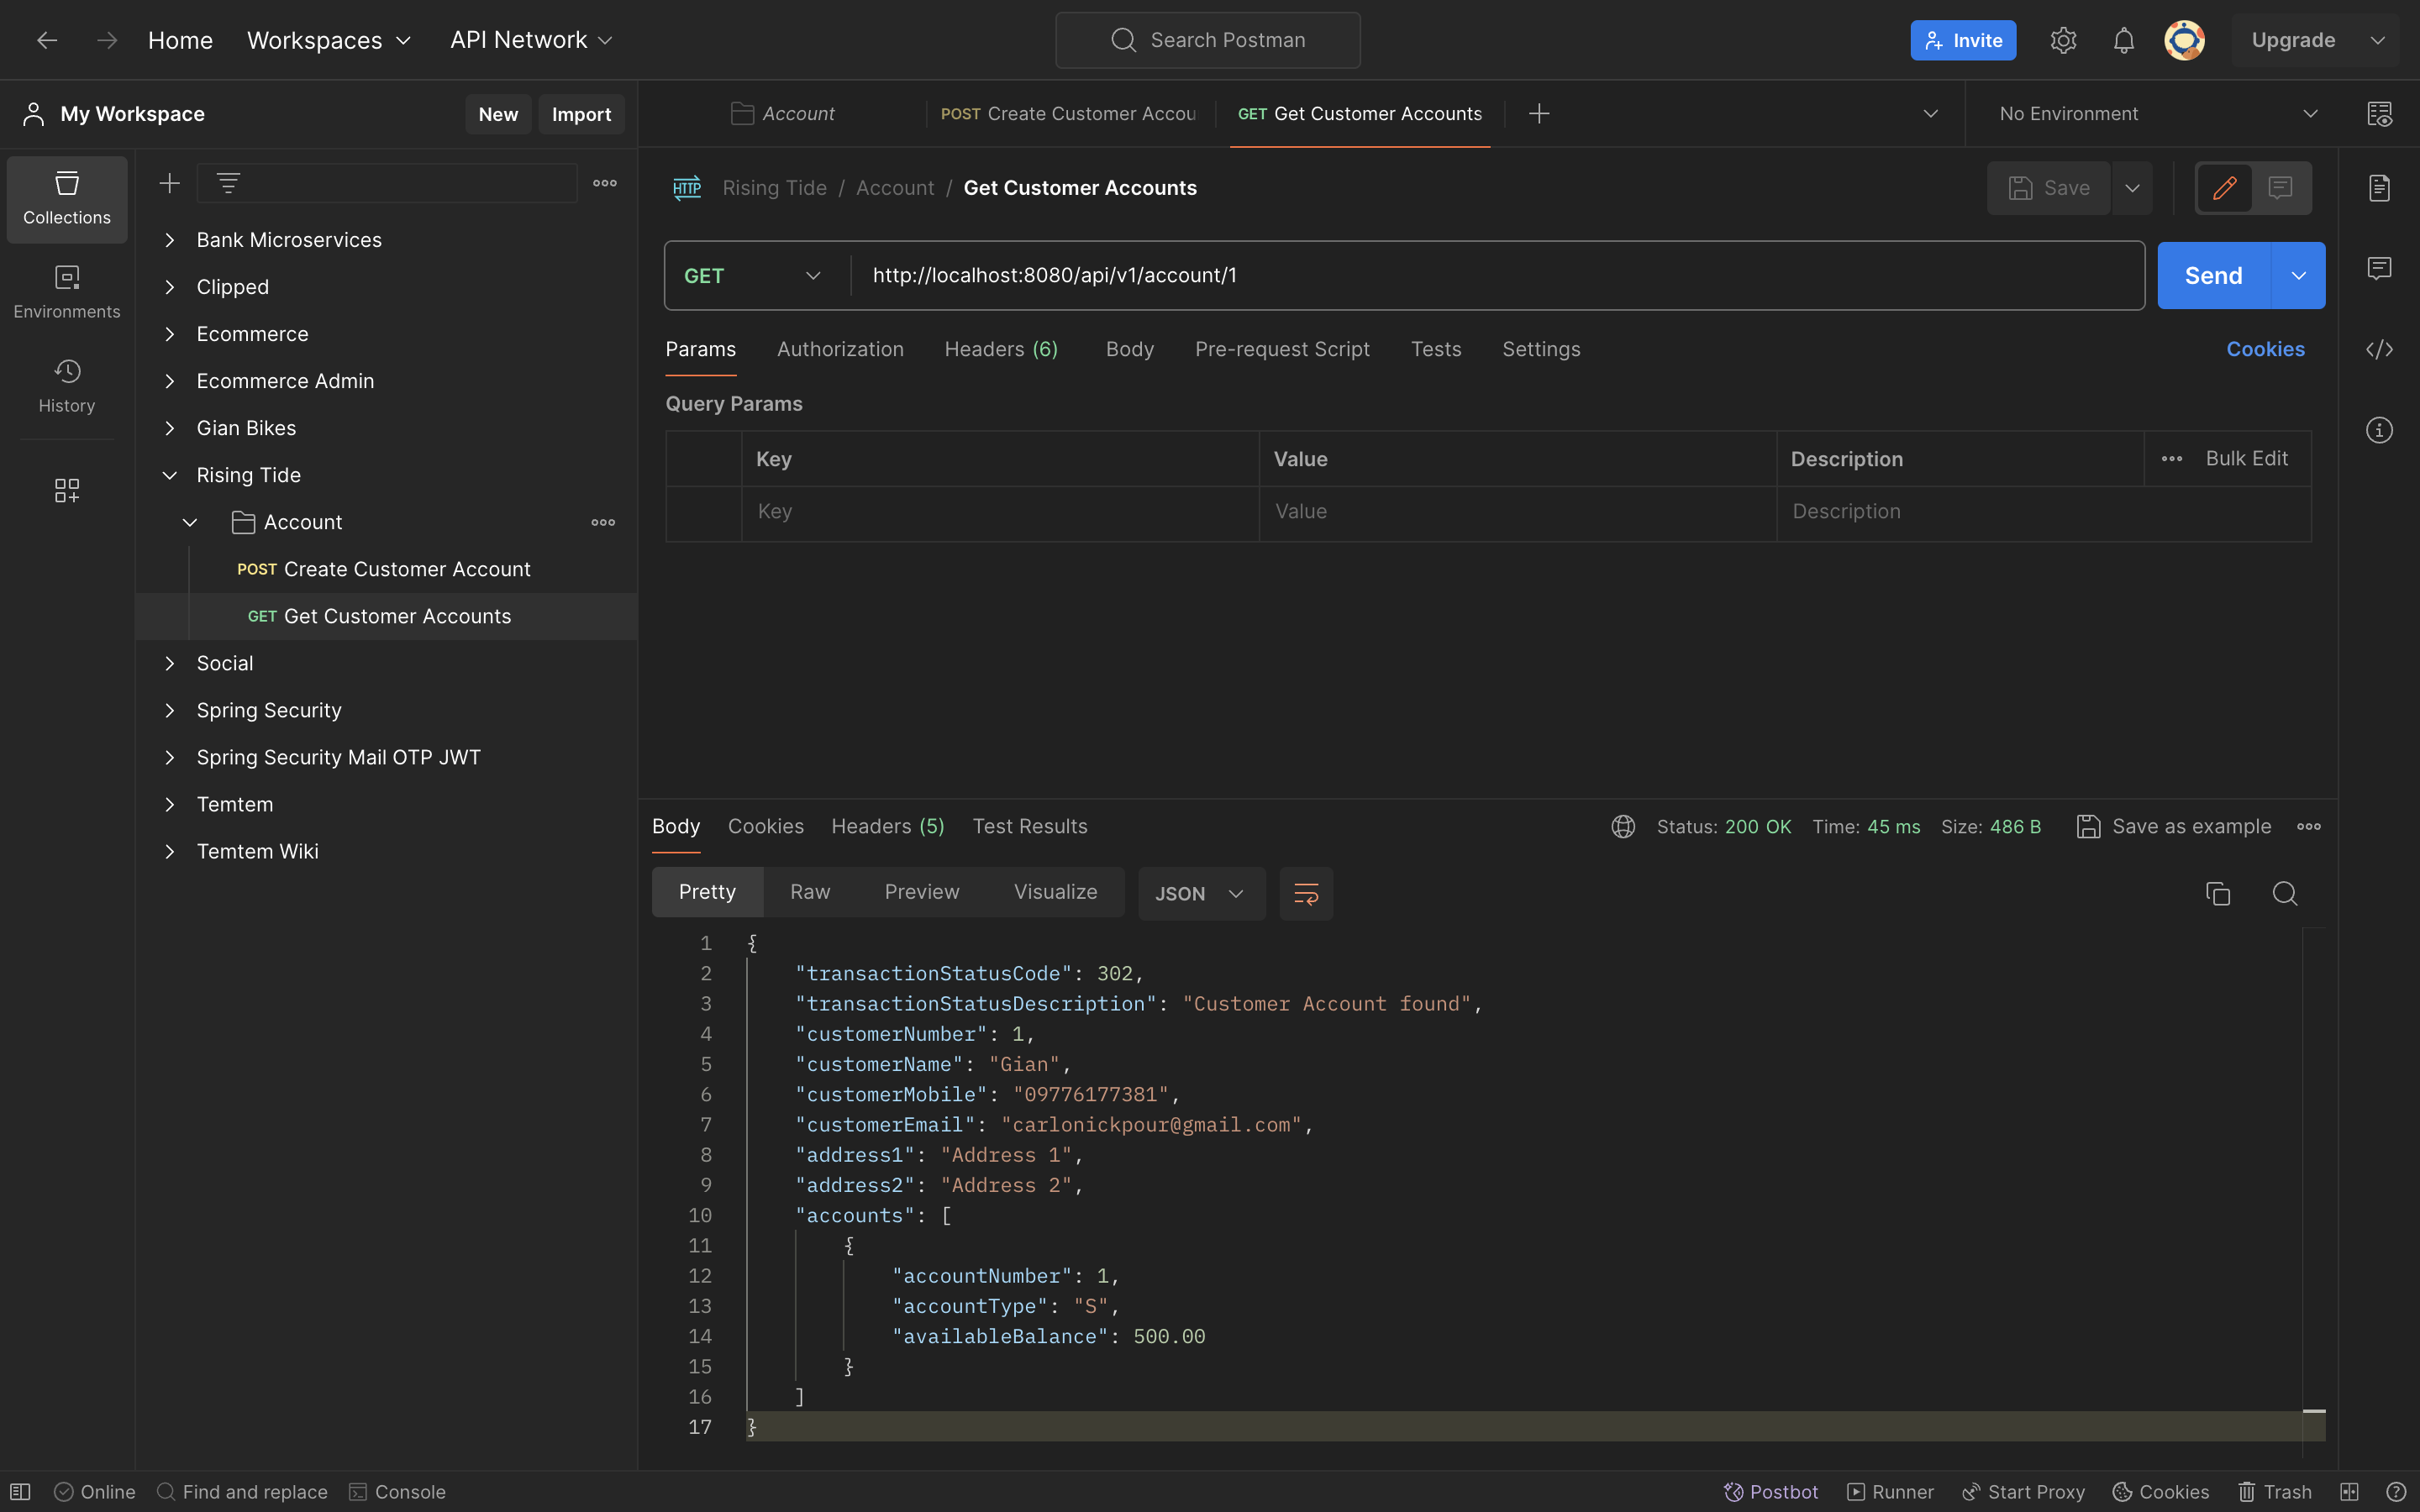 Home Workspaces API Network Search Postman Invite Upgrade
My Workspace New Import
Account POST Create Customer Accou GET Get Customer Accounts No Environment
Collections
Environments
History
Bank Microservices
Clipped
Ecommerce
Ecommerce Admin
Gian Bikes
Rising Tide
Account
POST Create Customer Account
GET Get Customer Accounts
Social
Spring Security
Spring Security Mail OTP JWT
Temtem
Temtem Wiki
HTTP Rising Tide / Account / Get Customer Accounts Save
GET http://localhost:8080/api/v1/account/1 Send
Params Authorization Headers (6) Body Pre-request Script Tests Settings Cookies
Query Params
Key Value Description Bulk Edit
Key Value Description
Body Cookies Headers (5) Test Results Status: 200 OK Time: 45 ms Size: 486 B Save as example
Pretty Raw Preview Visualize JSON
1 {
2 "transactionStatusCode": 302,
3 "transactionStatusDescription": "Customer Account found",
4 "customerNumber": 1,
5 "customerName": "Gian",
6 "customerMobile": "09776177381",
7 "customerEmail": "carlonickpour@gmail.com",
8 "address1": "Address 1",
9 "address2": "Address 2",
10 "accounts": [
11 {
12 "accountNumber": 1,
13 "accountType": "S",
14 "availableBalance": 500.00
15 }
16 ]
17 }
Online Find and replace Console Postbot Runner Start Proxy Cookies Trash